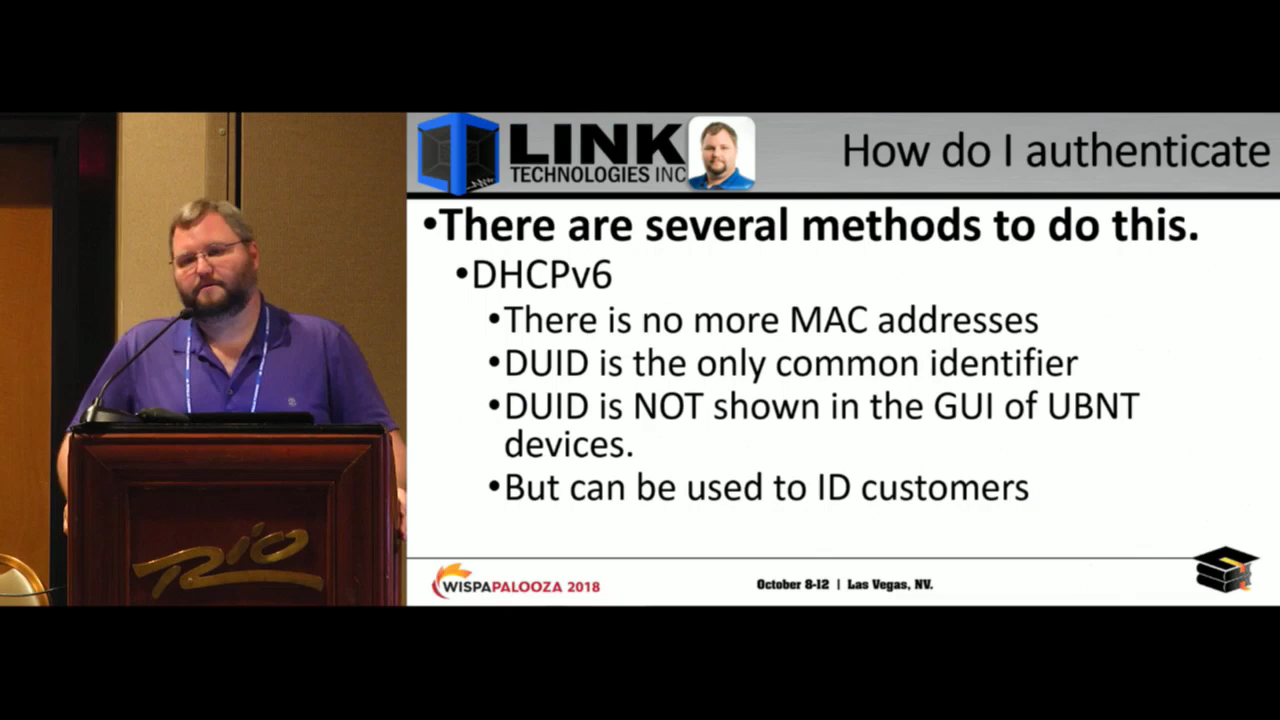 LINK
TECHNOLOGIES INC
How do I authenticate
•There are several methods to do this.
•DHCPv6
•There is no more MAC addresses
•DUID is the only common identifier
•DUID is NOT shown in the GUI of UBNT
devices.
•But can be used to ID customers
Rio
WISPAPALOOZA 2018
October 8-12 | Las Vegas, NV.